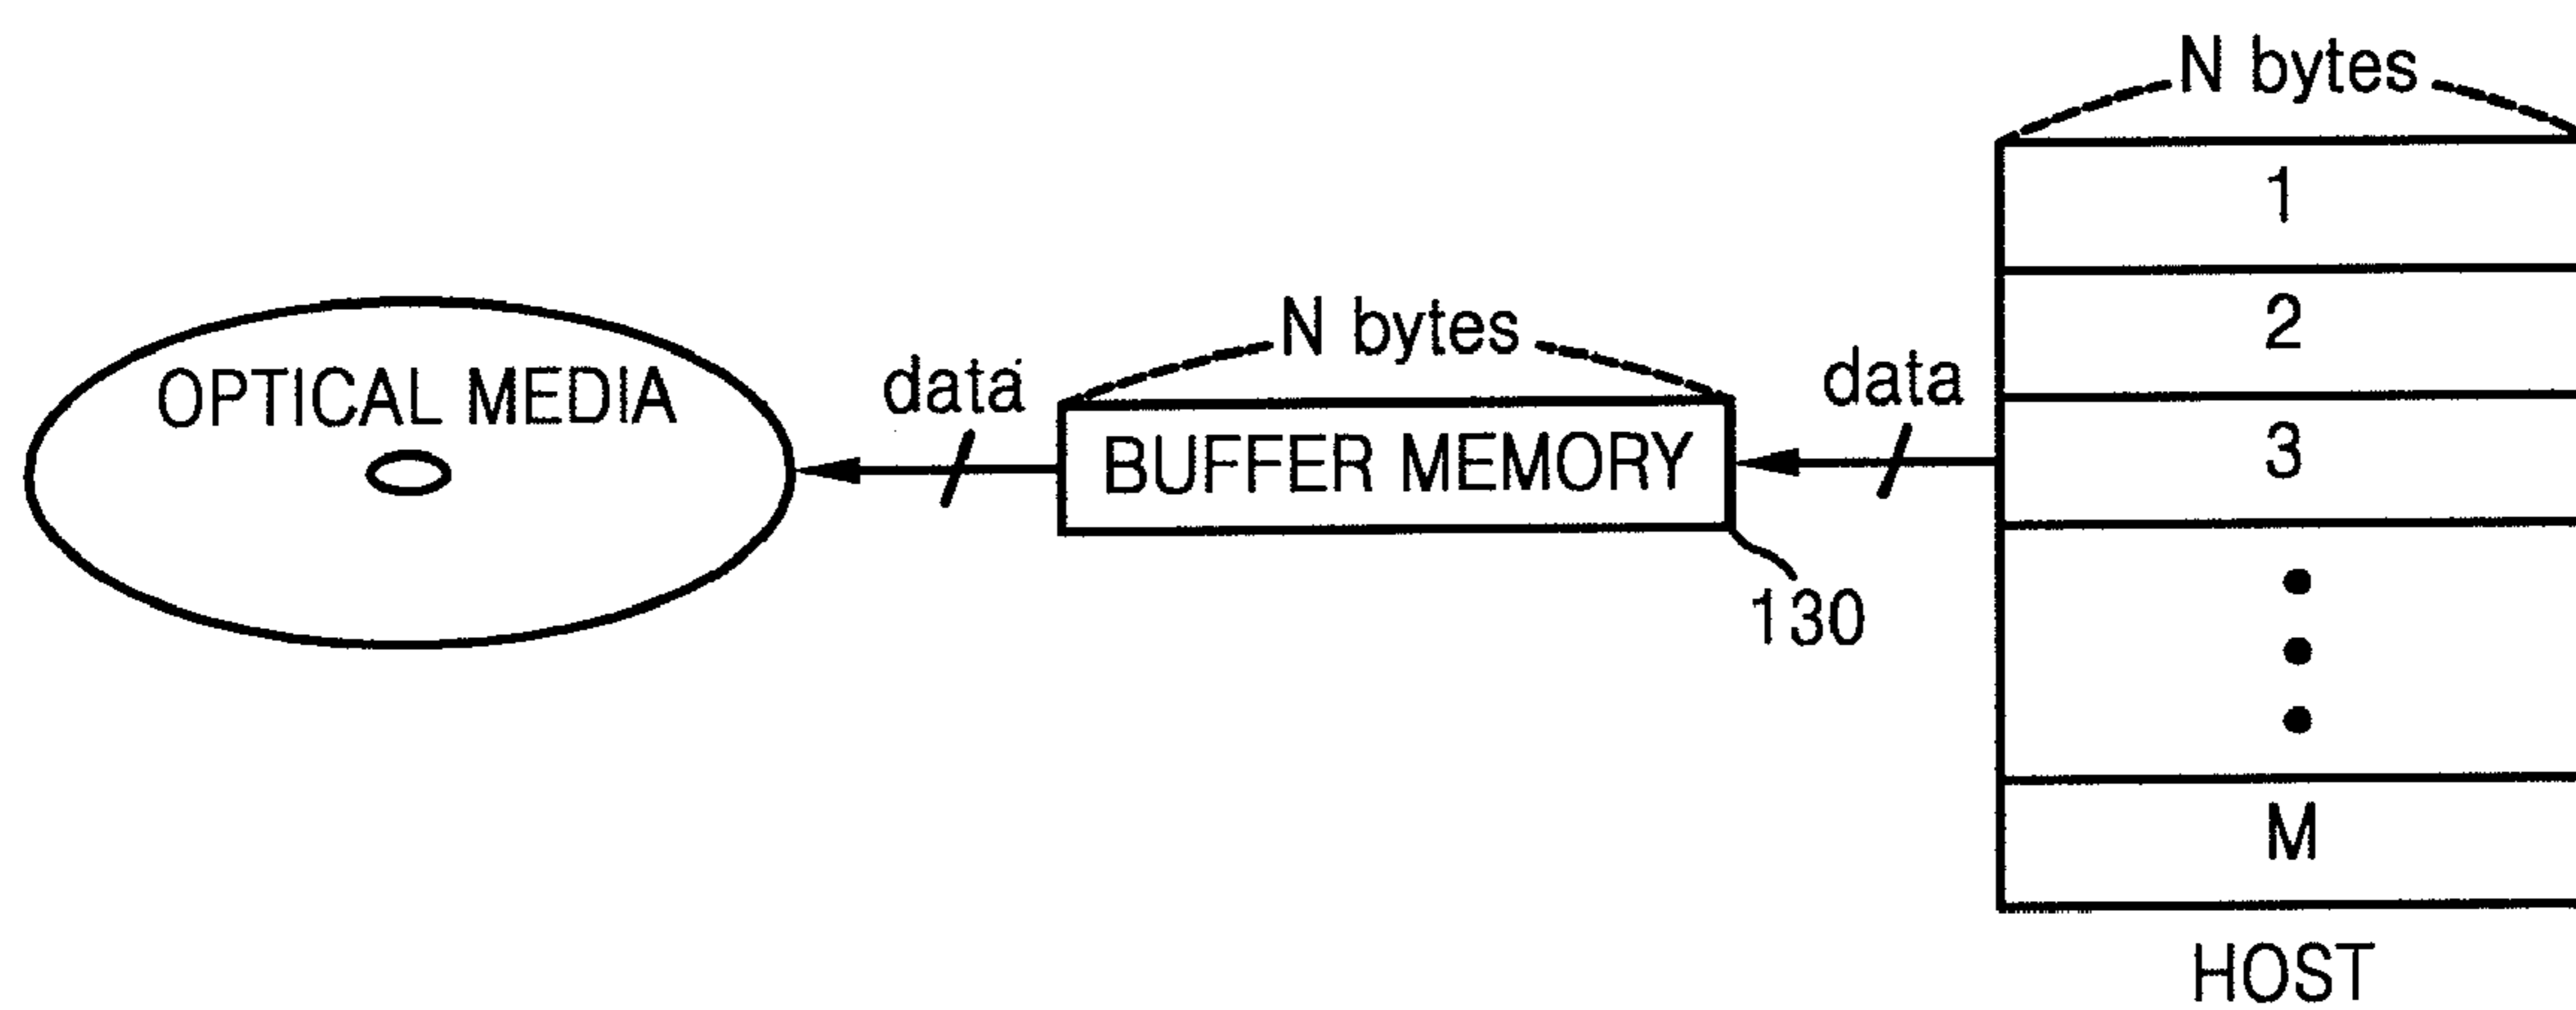 N bytes
1
2
N bytes
data
data
OPTICAL MEDIA
BUFFER MEMORY
3
130
M
HOST